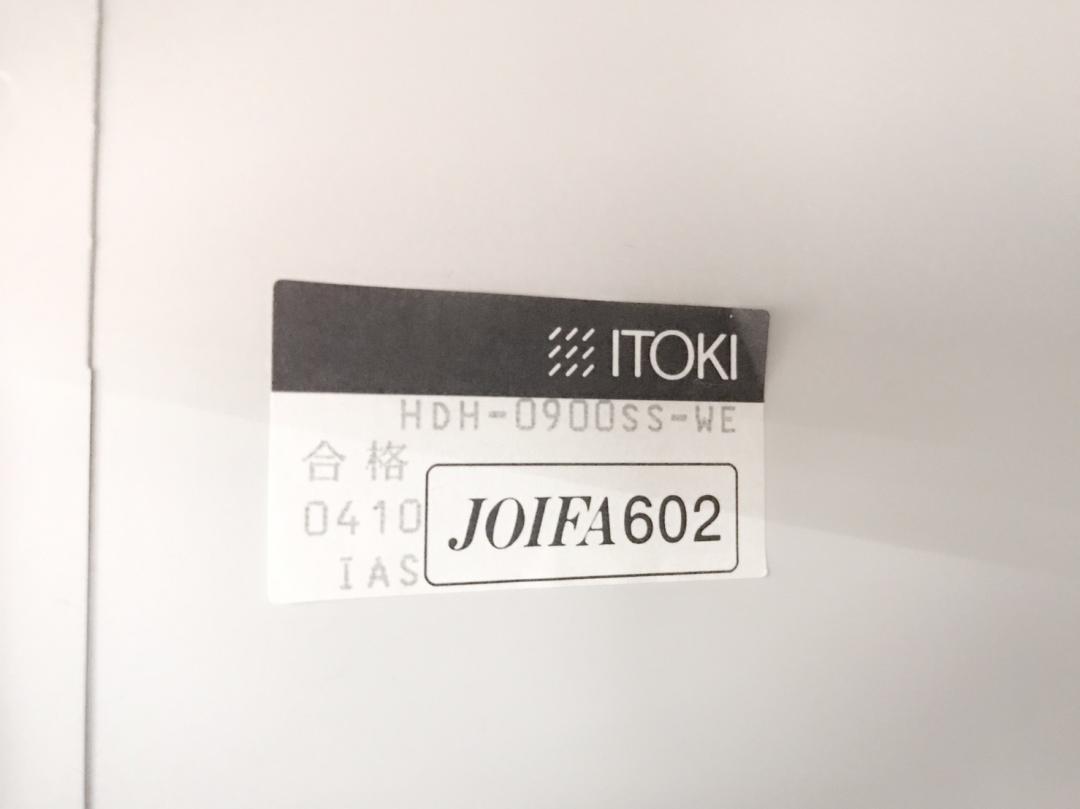 ITOKI
HDH-0900SS-WE
合格
0410
IAS
JOIFA602